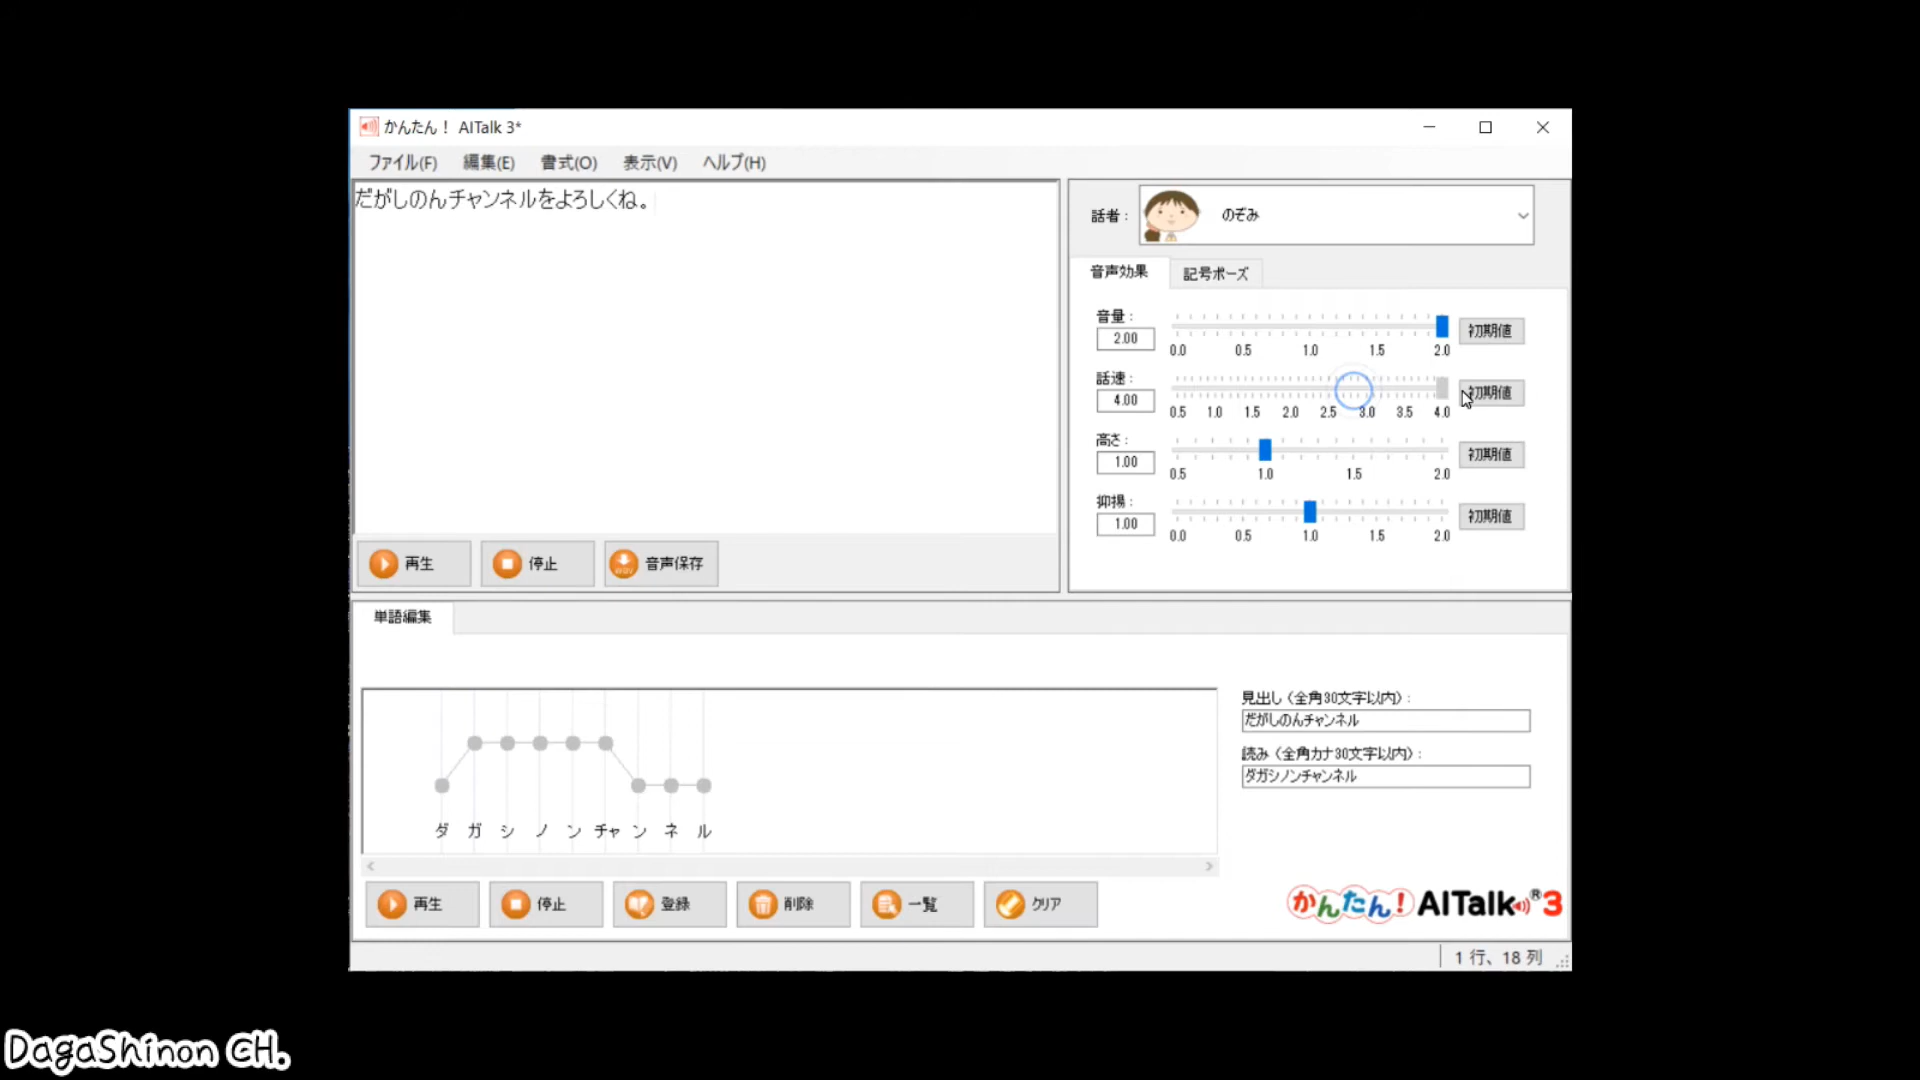 かんたん! AITalk 3*
ファイル(F) 編集(E) 書式(O) 表示(V) ヘルプ(H)
だがしのんチャンネルをよろしくね。
再生 停止 音声保存
話者: のぞみ
音声効果 記号ポーズ
音量: 2.00 初期値
0.0 0.5 1.0 1.5 2.0
話速: 4.00 初期値
0.5 1.0 1.5 2.0 2.5 3.0 3.5 4.0
高さ: 1.00 初期値
0.5 1.0 1.5 2.0
抑揚: 1.00 初期値
0.0 0.5 1.0 1.5 2.0
単語編集
ダ ガ シ ノ ン チャ ン ネ ル
見出し(全角30文字以内):
だがしのんチャンネル
読み(全角カナ30文字以内):
ダガシノンチャンネル
再生 停止 登録 削除 一覧 クリア
かんたん! AITalk®3
1 行、18 列
DagaShinon CH.